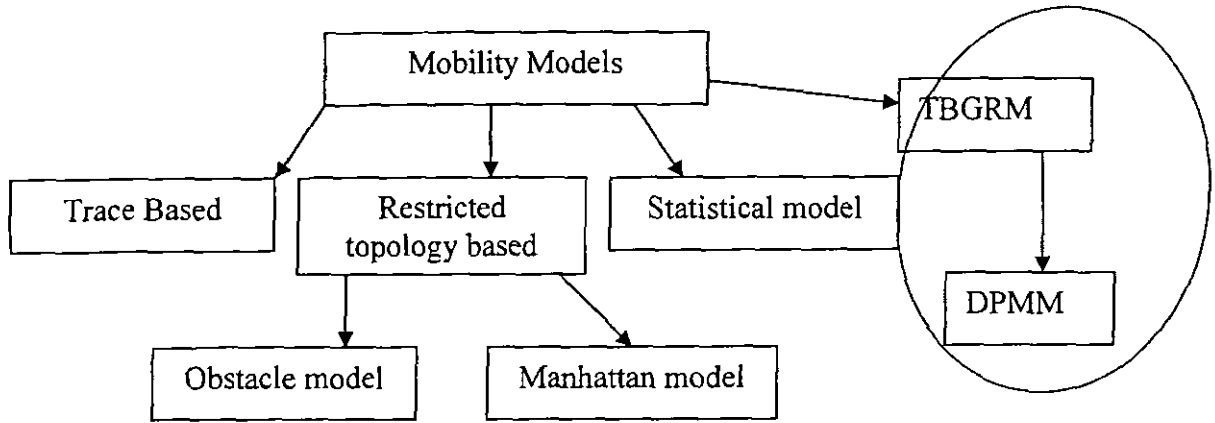 Mobility Models
TBGRM
Trace Based
Restricted
topology based
Statistical model
DPMM
Obstacle model
Manhattan model